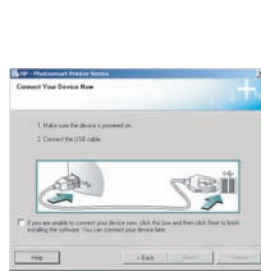 HP - Photosmart Printer Series
Connect Your Device Now
1. Make sure the device is powered on.
2. Connect the USB cable.
If you are unable to connect your device now, click this box and then click Next to finish
installing the software. You can connect your device later.
Help
< Back
Next >
Cancel